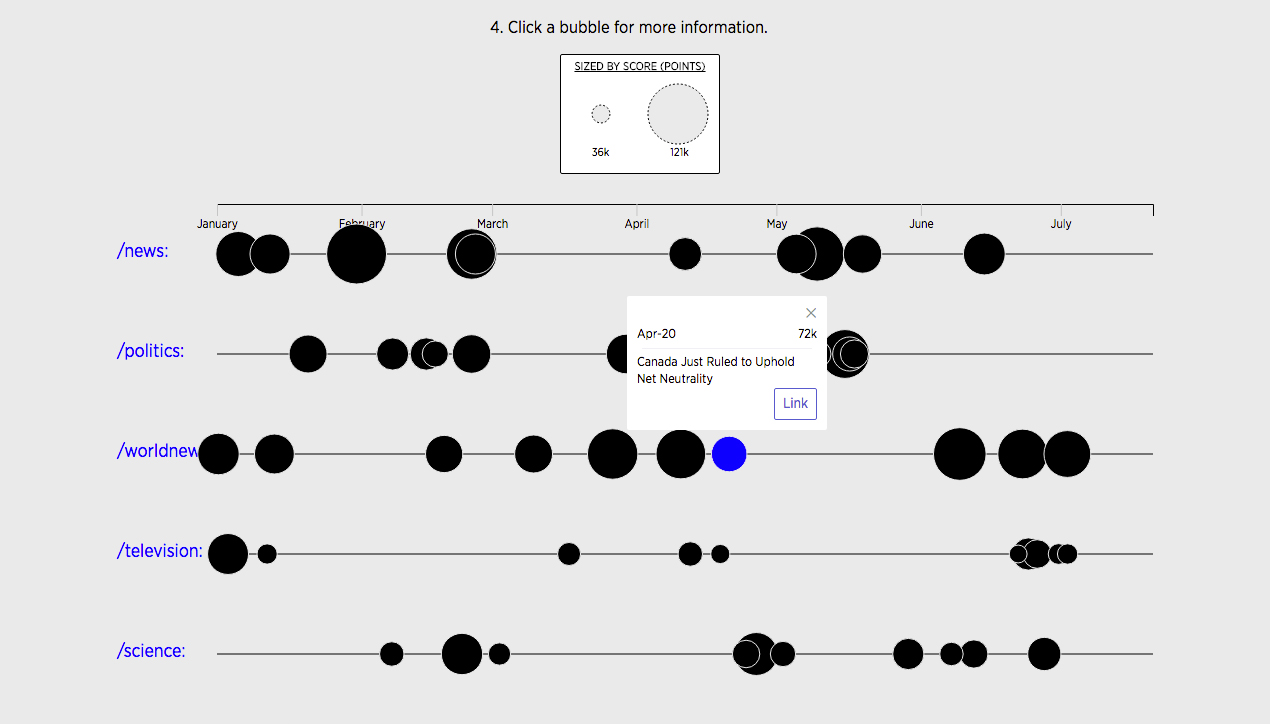 4. Click a bubble for more information.
SIZED BY SCORE (POINTS)
36k 121k
January February March April May June July
/news:
Apr-20 72k
Canada Just Ruled to Uphold
Net Neutrality
Link
/politics:
/worldnew
/television:
/science: